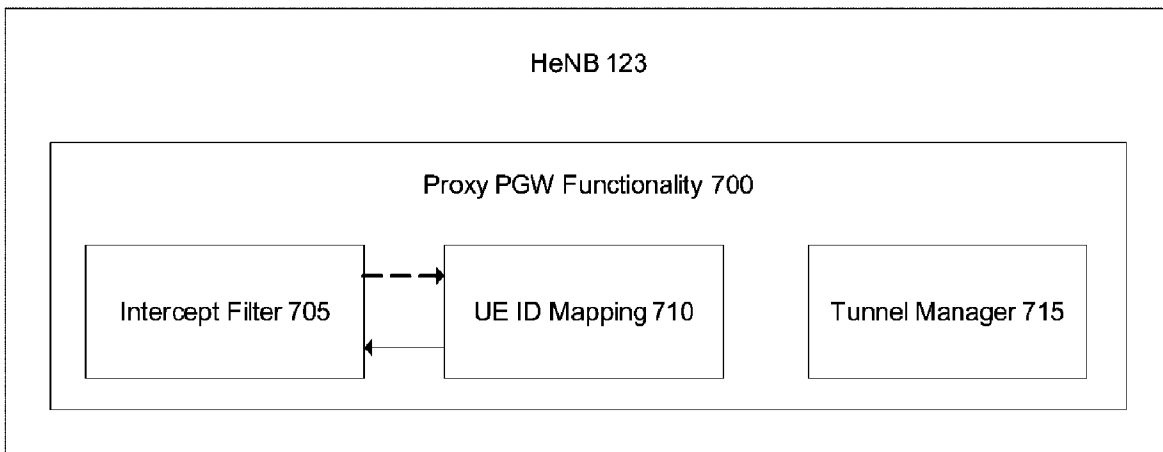 HeNB 123
Proxy PGW Functionality 700
Intercept Filter 705
UE ID Mapping 710
Tunnel Manager 715